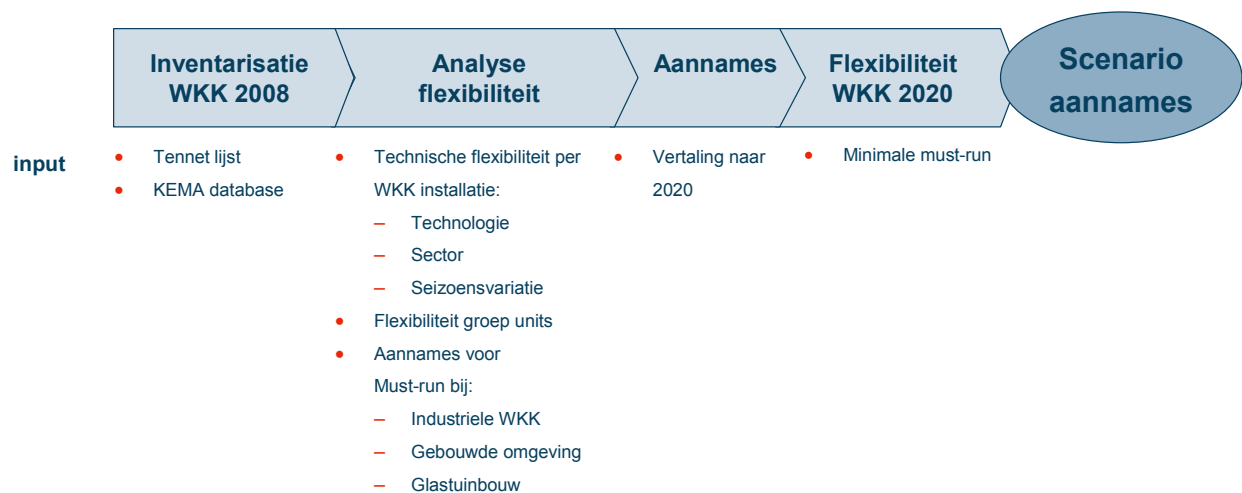 Inventarisatie
WKK 2008
Analyse
flexibiliteit
Aannames
Flexibiliteit
WKK 2020
Scenario
aannames
input
• Tennet lijst
• KEMA database
• Technische flexibiliteit per
WKK installatie:
– Technologie
– Sector
– Seizoensvariatie
• Flexibiliteit groep units
• Aannames voor
Must-run bij:
– Industriele WKK
– Gebouwde omgeving
– Glastuinbouw
• Vertaling naar
2020
• Minimale must-run